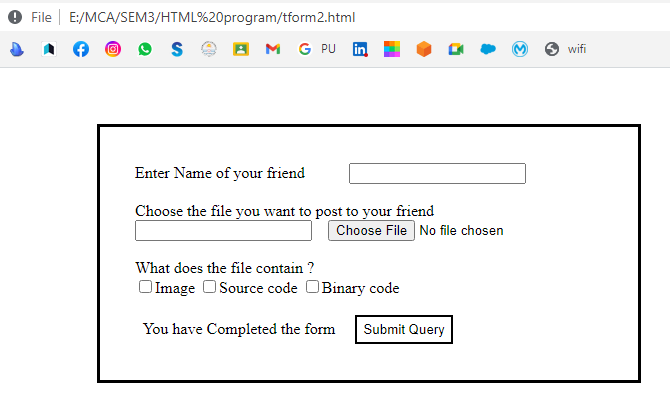 File E:/MCA/SEM3/HTML%20program/tform2.html
PU wifi
Enter Name of your friend
Choose the file you want to post to your friend
Choose File No file chosen
What does the file contain ?
Image Source code Binary code
You have Completed the form Submit Query